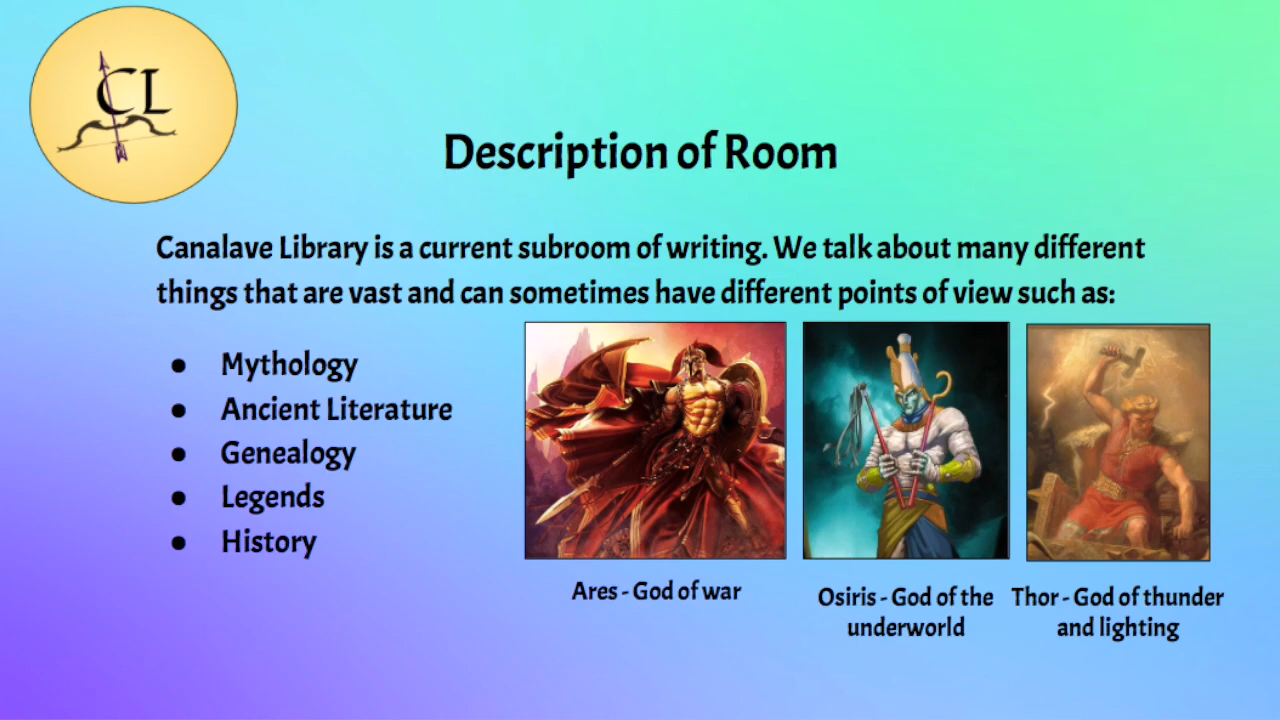 CL
Description of Room
Canalave Library is a current subroom of writing. We talk about many different
things that are vast and can sometimes have different points of view such as:
● Mythology
● Ancient Literature
● Genealogy
● Legends
● History
Ares - God of war
Osiris - God of the
underworld
Thor - God of thunder
and lighting